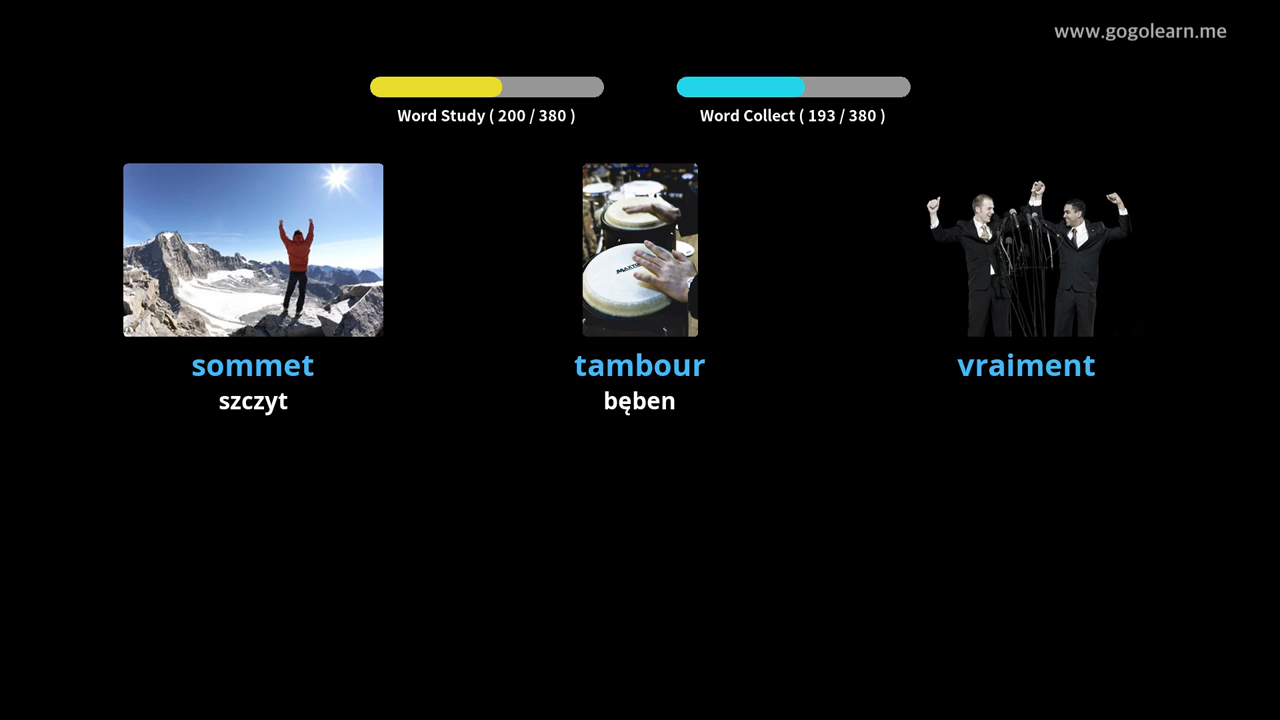 www.gogolearn.me
Word Study ( 200 / 380 )
Word Collect ( 193 / 380 )
sommet
tambour
vraiment
szczyt
bęben